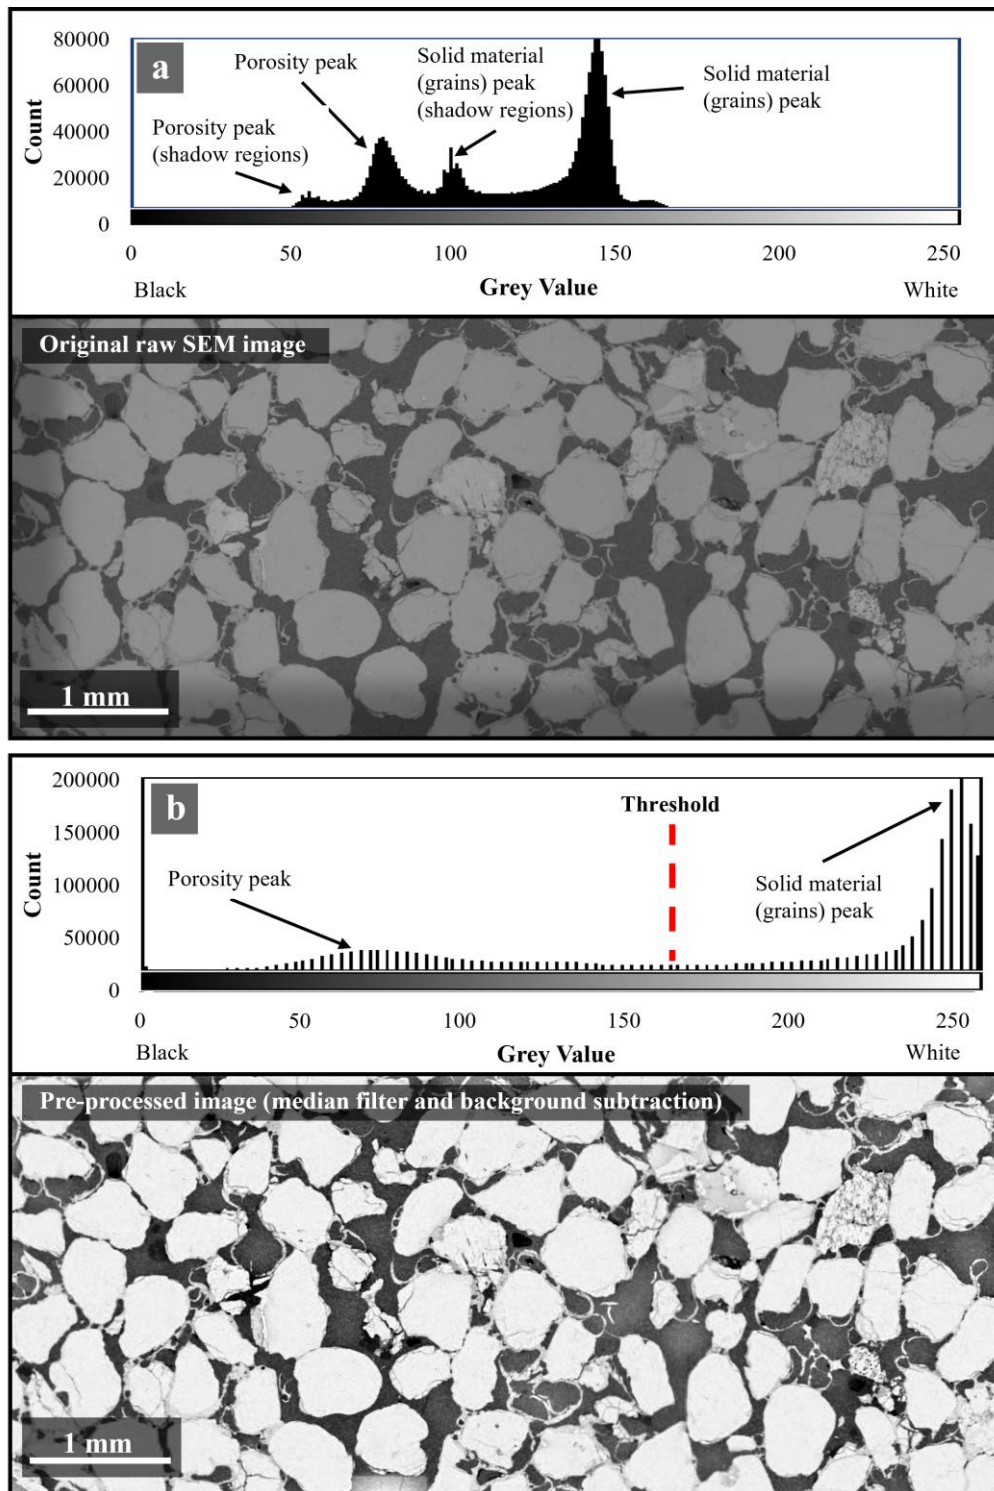 80000
60000
40000
20000
0
Count
a
Porosity peak
(shadow regions)
Porosity peak
Solid material
(grains) peak
(shadow regions)
Solid material
(grains) peak
0 50 100 150 200 250
Black Grey Value White
Original raw SEM image
1 mm
200000
150000
100000
50000
0
Count
b
Porosity peak
Threshold
Solid material
(grains) peak
0 50 100 150 200 250
Black Grey Value White
Pre-processed image (median filter and background subtraction)
1 mm